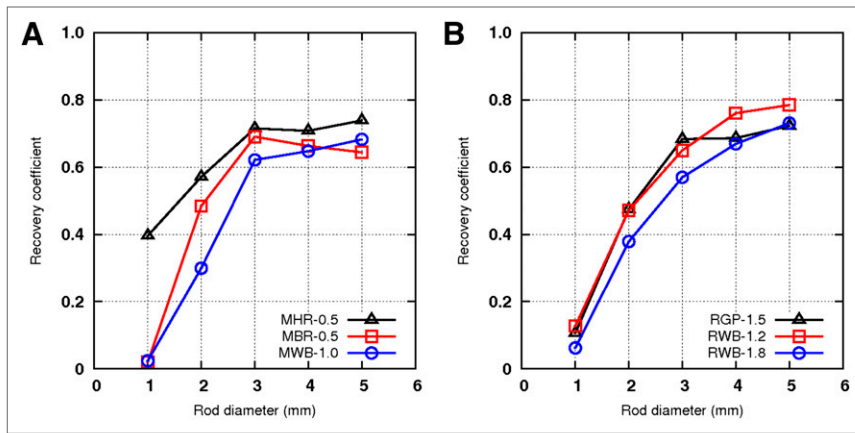 A
1.0
0.8
0.6
0.4
0.2
0
Recovery coefficient
MHR-0.5
MBR-0.5
MWB-1.0
0 1 2 3 4 5 6
Rod diameter (mm)
B
1.0
0.8
0.6
0.4
0.2
0
Recovery coefficient
RGP-1.5
RWB-1.2
RWB-1.8
0 1 2 3 4 5 6
Rod diameter (mm)